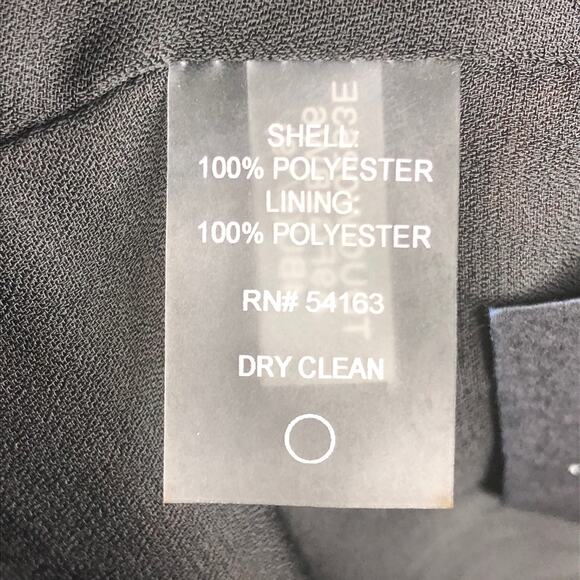 SHELL:
100% POLYESTER
LINING:
100% POLYESTER
RN# 54163
DRY CLEAN